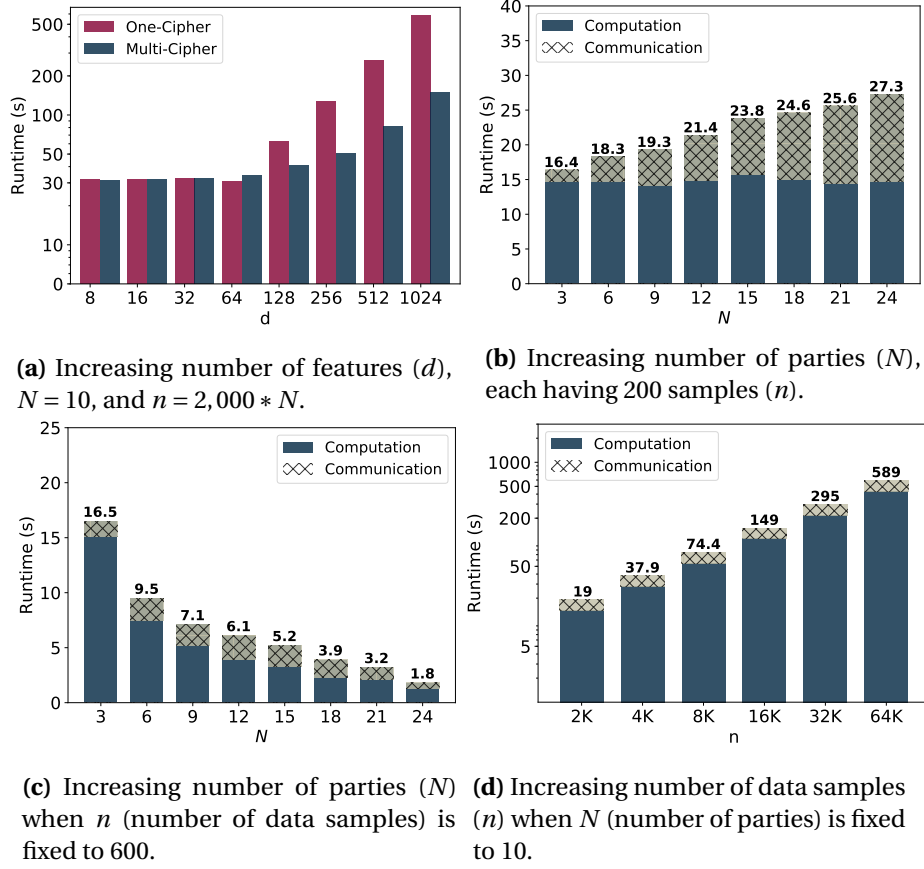 500
200
100
50
30
10
0
Runtime (s)
One-Cipher
Multi-Cipher
8 16 32 64 128 256 512 1024
d
(a) Increasing number of features (d),
N = 10, and n = 2,000 ∗ N.
40
35
30
25
20
15
10
5
0
Runtime (s)
Computation
Communication
16.4 18.3 19.3 21.4 23.8 24.6 25.6 27.3
3 6 9 12 15 18 21 24
N
(b) Increasing number of parties (N),
each having 200 samples (n).
25
20
15
10
5
0
Runtime (s)
Computation
Communication
16.5 9.5 7.1 6.1 5.2 3.9 3.2 1.8
3 6 9 12 15 18 21 24
N
(c) Increasing number of parties (N)
when n (number of data samples) is
fixed to 600.
1000
500
200
50
5
Runtime (s)
Computation
Communication
19 37.9 74.4 149 295 589
2K 4K 8K 16K 32K 64K
n
(d) Increasing number of data samples
(n) when N (number of parties) is fixed
to 10.